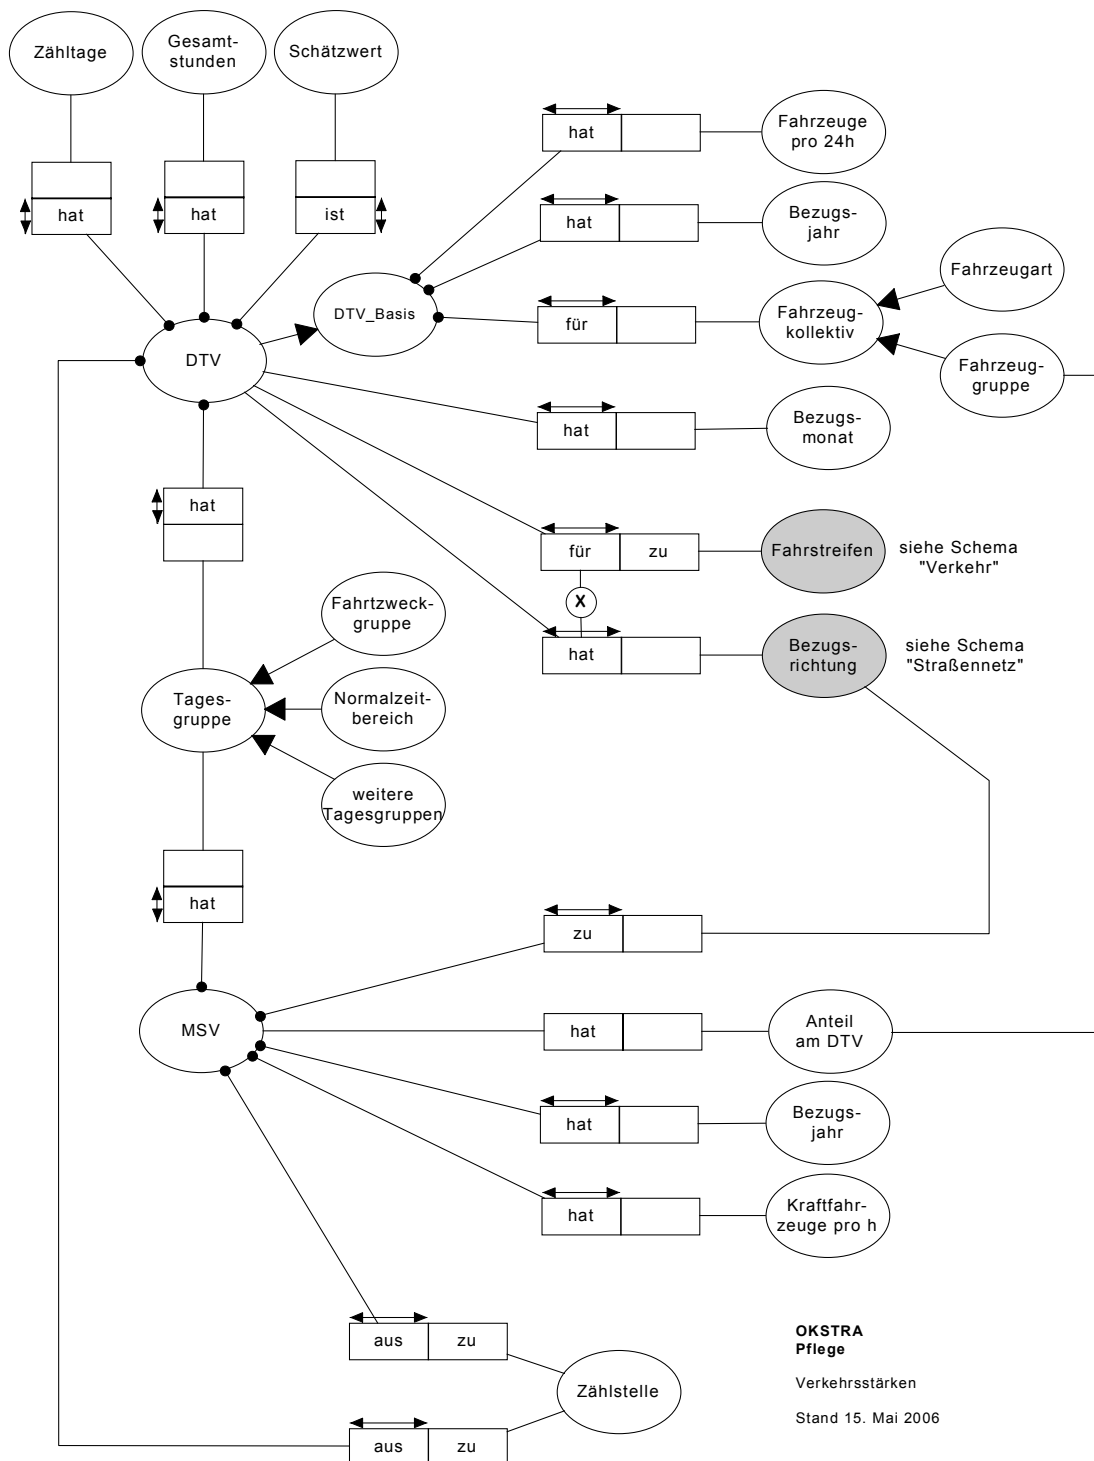 Zähltage
Gesamt-
stunden
Schätzwert
hat
Fahrzeuge
pro 24h
hat
hat
ist
hat
Bezugs-
jahr
Fahrzeugart
DTV_Basis
für
Fahrzeug-
kollektiv
DTV
Fahrzeug-
gruppe
hat
Bezugs-
monat
hat
für
zu
Fahrstreifen
siehe Schema
"Verkehr"
X
Fahrtzweck-
gruppe
hat
Bezugs-
richtung
siehe Schema
"Straßennetz"
Tages-
gruppe
Normalzeit-
bereich
weitere
Tagesgruppen
hat
zu
MSV
hat
Anteil
am DTV
hat
Bezugs-
jahr
hat
Kraftfahr-
zeuge pro h
aus
zu
OKSTRA
Pflege
Zählstelle
Verkehrsstärken
Stand 15. Mai 2006
aus
zu